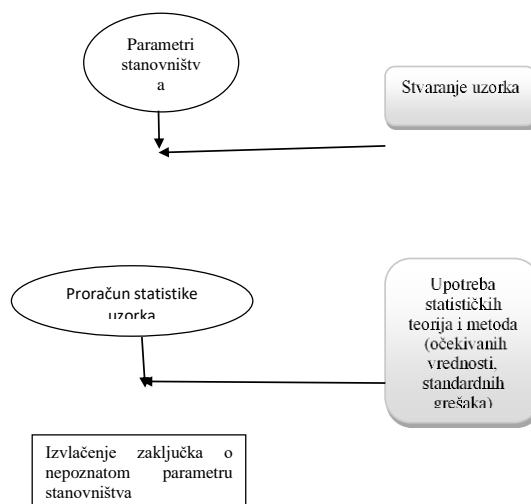 Parametri
stanovništv
a
Stvaranje uzorka
Proračun statistike
uzorka
Upotreba
statističkih
teorija i metoda
(očekivanih
vrednosti,
standardnih
grešaka)
Izvlačenje zaključka o
nepoznatom parametru
stanovništva